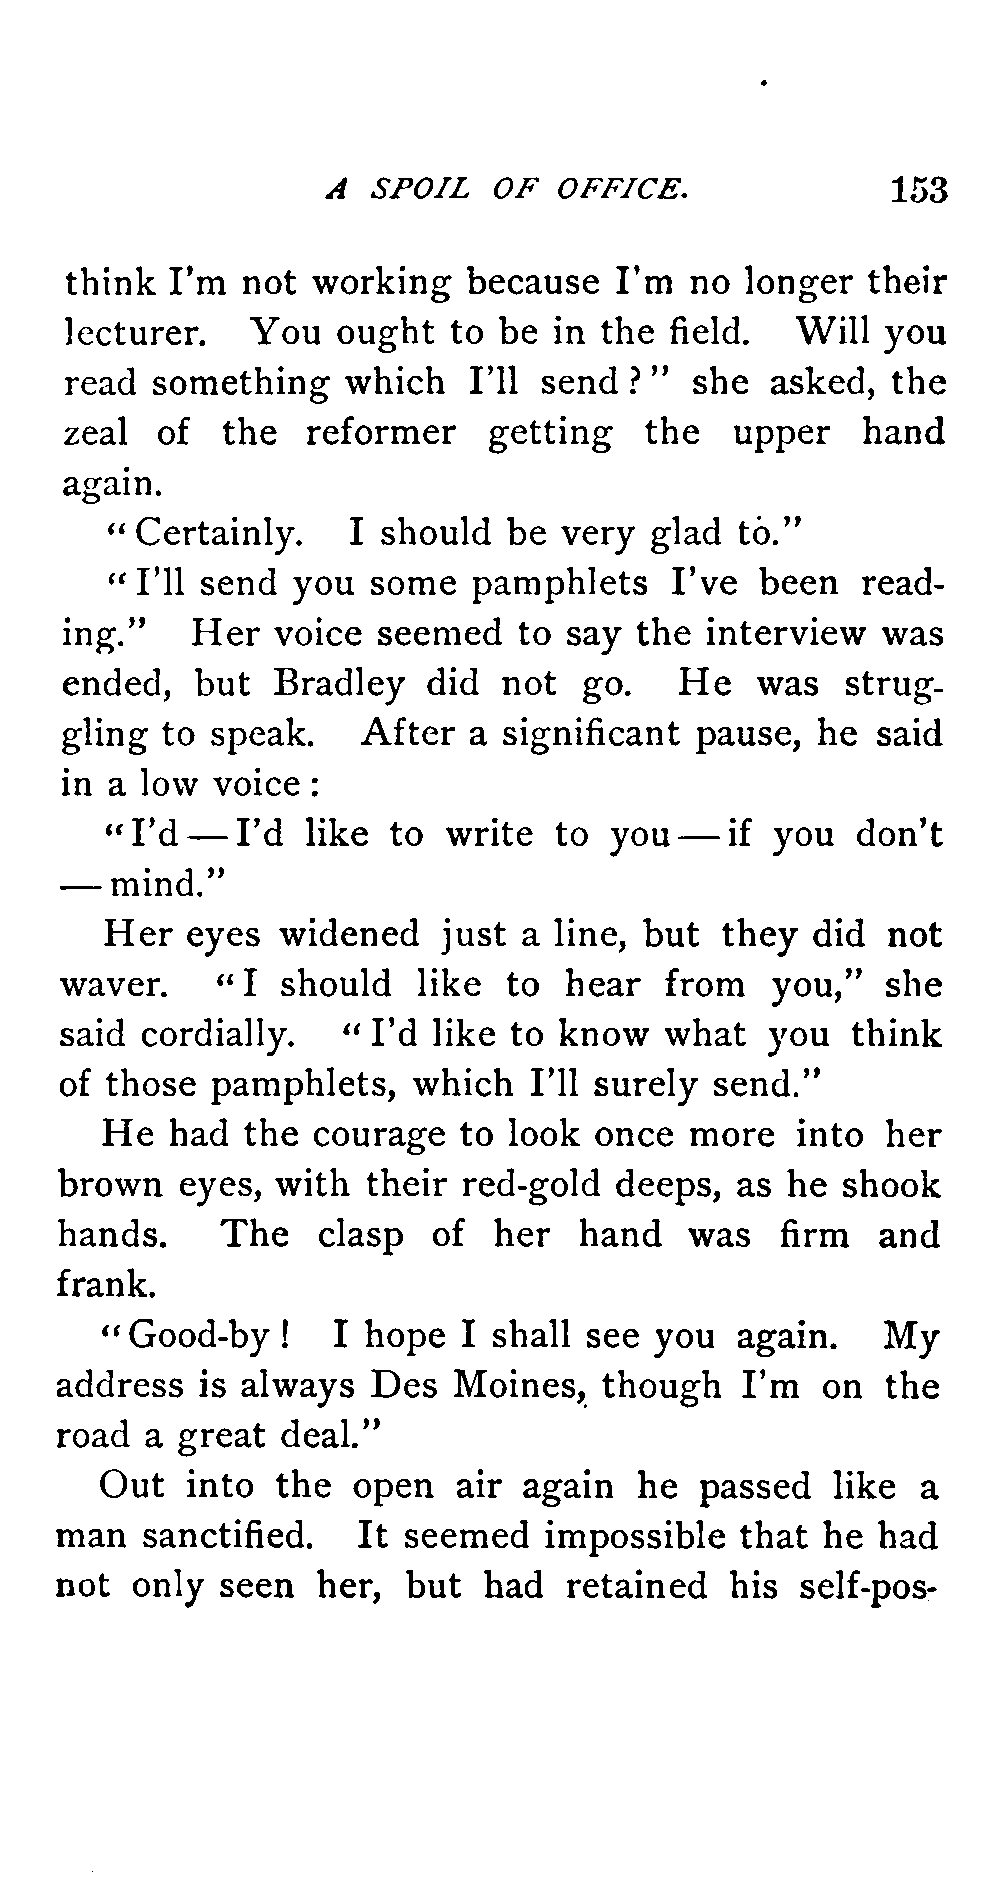 A SPOIL OF OFFICE. 153
think I'm not working because I'm no longer their
lecturer. You ought to be in the field. Will you
read something which I'll send?" she asked, the
zeal of the reformer getting the upper hand
again.
"Certainly. I should be very glad to."
"I'll send you some pamphlets I've been read-
ing." Her voice seemed to say the interview was
ended, but Bradley did not go. He was strug-
gling to speak. After a significant pause, he said
in a low voice:
"I'd—I'd like to write to you—if you don't
—mind."
Her eyes widened just a line, but they did not
waver. "I should like to hear from you," she
said cordially. "I'd like to know what you think
of those pamphlets, which I'll surely send."
He had the courage to look once more into her
brown eyes, with their red-gold deeps, as he shook
hands. The clasp of her hand was firm and
frank.
"Good-by! I hope I shall see you again. My
address is always Des Moines, though I'm on the
road a great deal."
Out into the open air again he passed like a
man sanctified. It seemed impossible that he had
not only seen her, but had retained his self-pos-